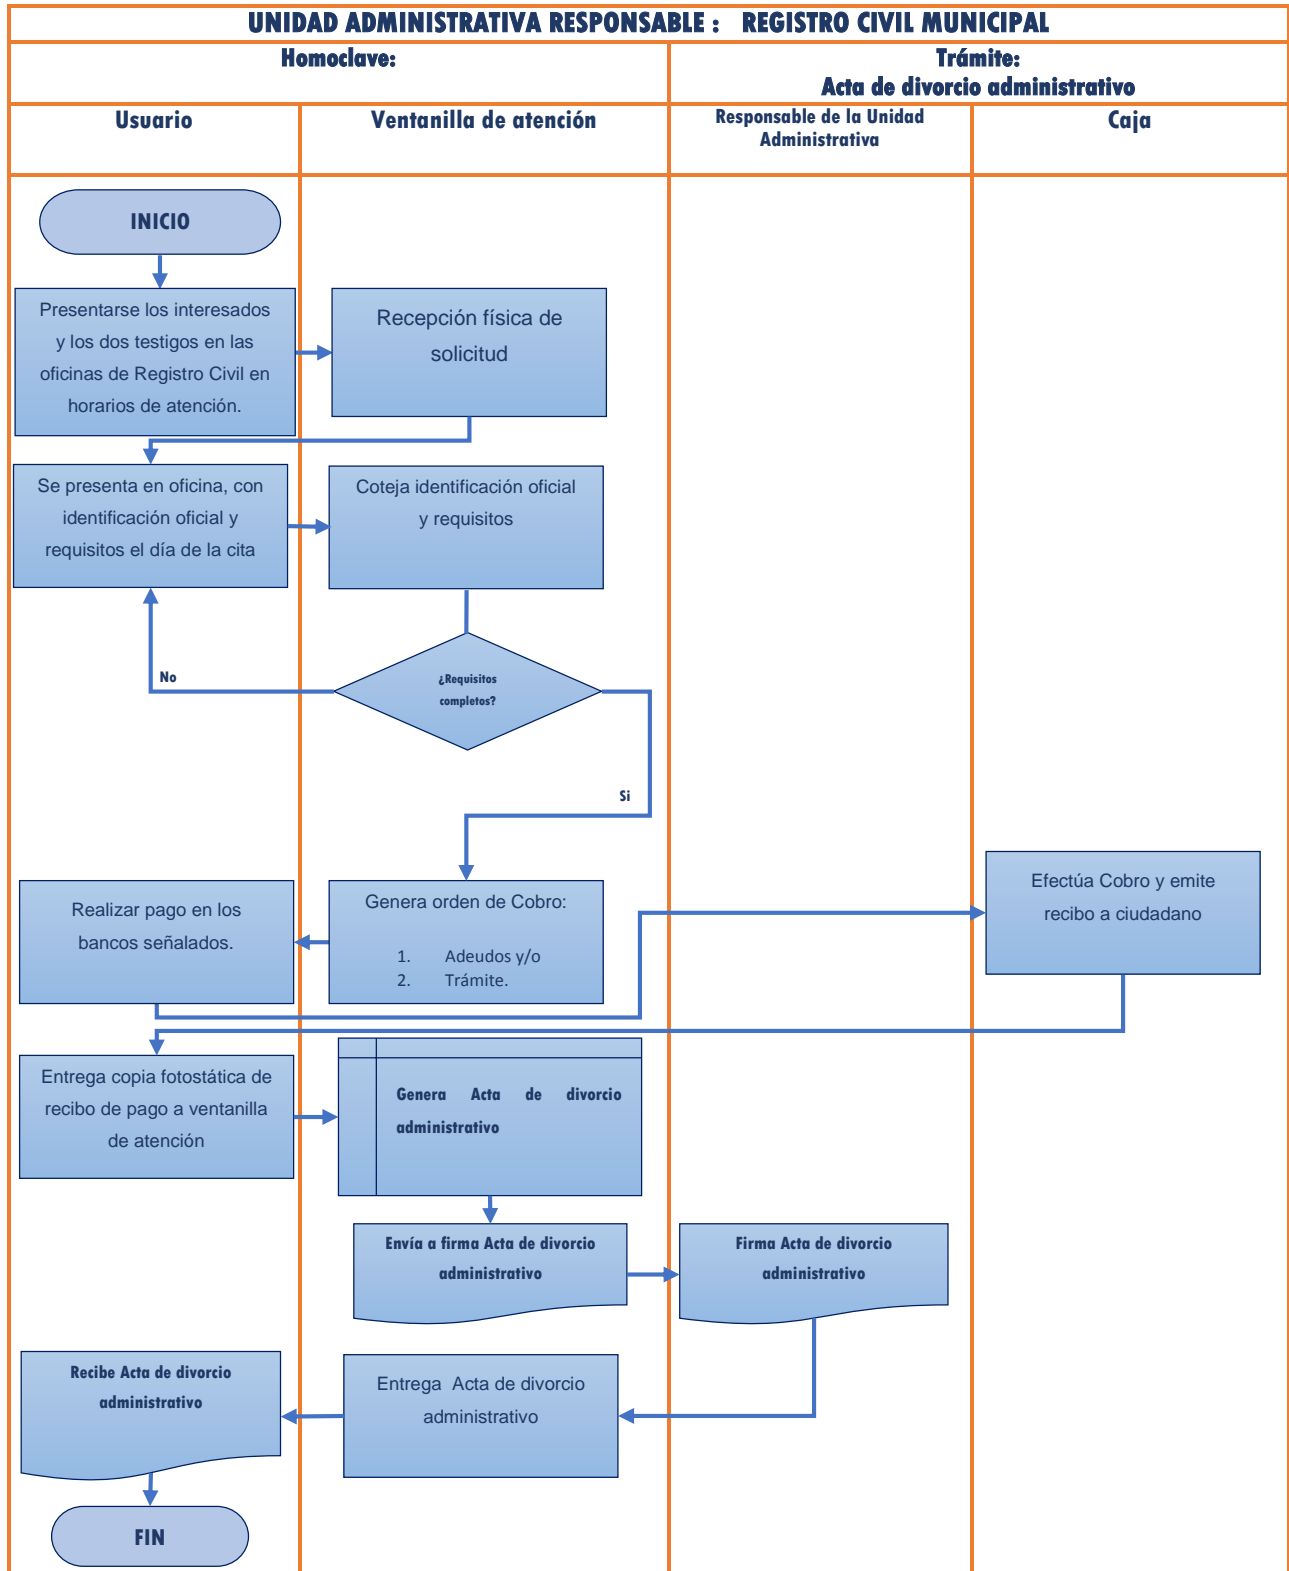 UNIDAD ADMINISTRATIVA RESPONSABLE : REGISTRO CIVIL MUNICIPAL
Homoclave:
Trámite:
Acta de divorcio administrativo
Usuario
Ventanilla de atención
Responsable de la Unidad
Administrativa
Caja
INICIO
Presentarse los interesados
y los dos testigos en las
oficinas de Registro Civil en
horarios de atención.
Recepción física de
solicitud
Se presenta en oficina, con
identificación oficial y
requisitos el día de la cita
Coteja identificación oficial
y requisitos
¿Requisitos
completos?
No
Si
Efectúa Cobro y emite
recibo a ciudadano
Realizar pago en los
bancos señalados.
Genera orden de Cobro:
1. Adeudos y/o
2. Trámite.
Entrega copia fotostática de
recibo de pago a ventanilla
de atención
Genera Acta de divorcio
administrativo
Envía a firma Acta de divorcio
administrativo
Firma Acta de divorcio
administrativo
Recibe Acta de divorcio
administrativo
Entrega Acta de divorcio
administrativo
FIN